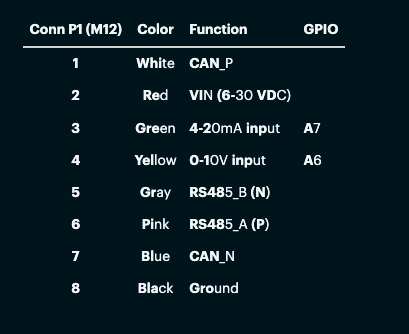 Conn P1 (M12) Color Function GPIO
1 White CAN_P
2 Red VIN (6-30 VDC)
3 Green 4-20mA input A7
4 Yellow 0-10V input A6
5 Gray RS485_B (N)
6 Pink RS485_A (P)
7 Blue CAN_N
8 Black Ground